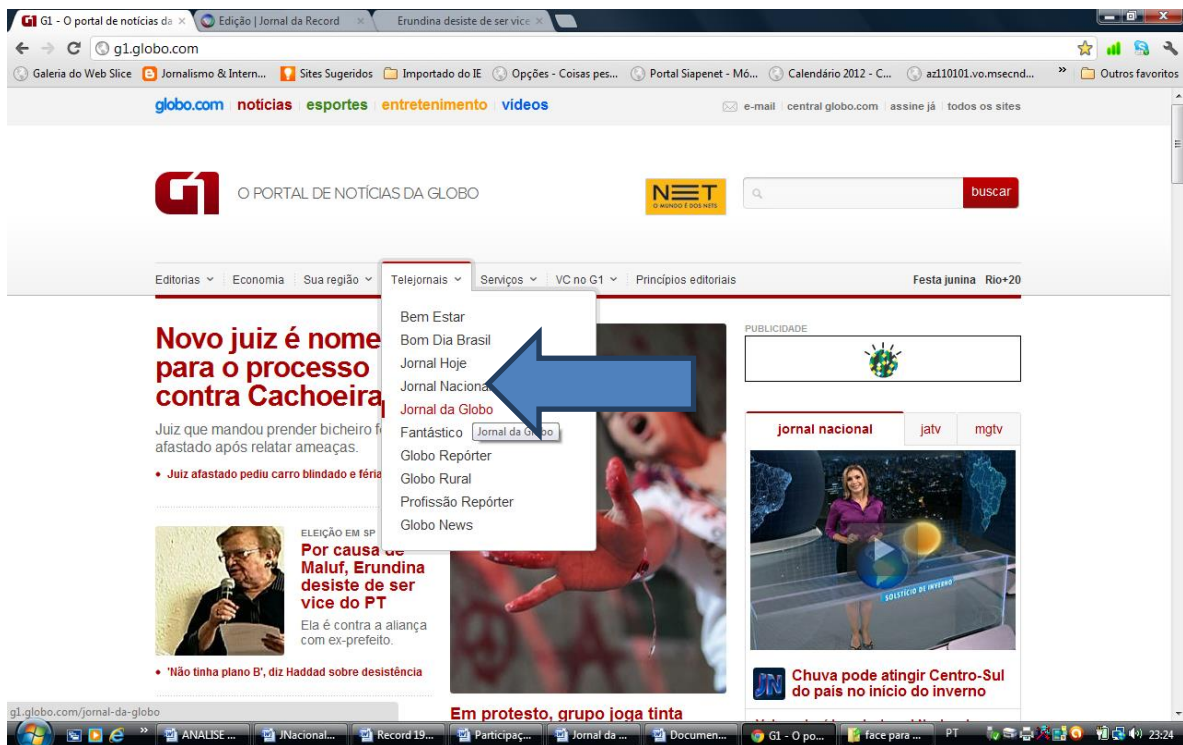 G1 - O portal de notícias da
Edição | Jornal da Record
Erundina desiste de ser vice
g1.globo.com
Galeria do Web Slice
Jornalismo & Intern...
Sites Sugeridos
Importado do IE
Opções - Coisas pes...
Portal Siapenet - Mó...
Calendário 2012 - C...
az110101.vo.msecnd...
»
Outros favoritos
globo.com notícias esportes entretenimento vídeos
e-mail central globo.com assine já todos os sites
G1 O PORTAL DE NOTÍCIAS DA GLOBO
NET
O MUNDO É DOS NETS
buscar
Editorias Economia Sua região Telejornais Serviços VC no G1 Princípios editoriais
Festa junina Rio+20
Bem Estar
Bom Dia Brasil
Jornal Hoje
Jornal Nacional
Jornal da Globo
Fantástico
Jornal da Globo
Globo Repórter
Globo Rural
Profissão Repórter
Globo News
Novo juiz é nome
para o processo
contra Cachoeira
Juiz que mandou prender bicheiro f
afastado após relatar ameaças.
• Juiz afastado pediu carro blindado e féria
ELEIÇÃO EM SP
Por causa de
Maluf, Erundina
desiste de ser
vice do PT
Ela é contra a aliança
com ex-prefeito.
• 'Não tinha plano B', diz Haddad sobre desistência
Em protesto, grupo joga tinta
PUBLICIDADE
jornal nacional jatv mgtv
SOLSTÍCIO DE INVERNO
JN
Chuva pode atingir Centro-Sul
do país no início do inverno
g1.globo.com/jornal-da-globo
»
ANALISE ...
JNacional...
Record 19...
Participaç...
Jornal da ...
Documen...
G1 - O po...
face para ...
PT
23:24